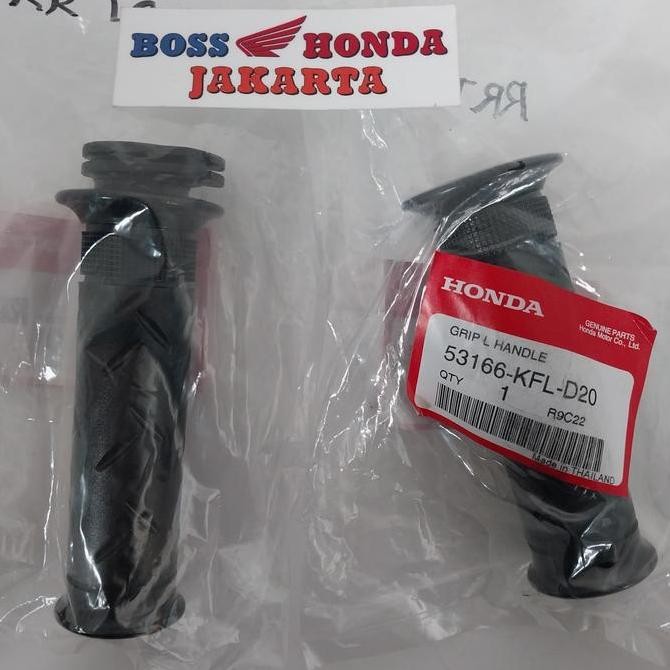 BOSS HONDA
JAKARTA
HONDA
GENUINE PARTS
Honda Motor Co., Ltd.
GRIP L HANDLE
53166-KFL-D20
QTY 1
R9C22
Made in THAILAND